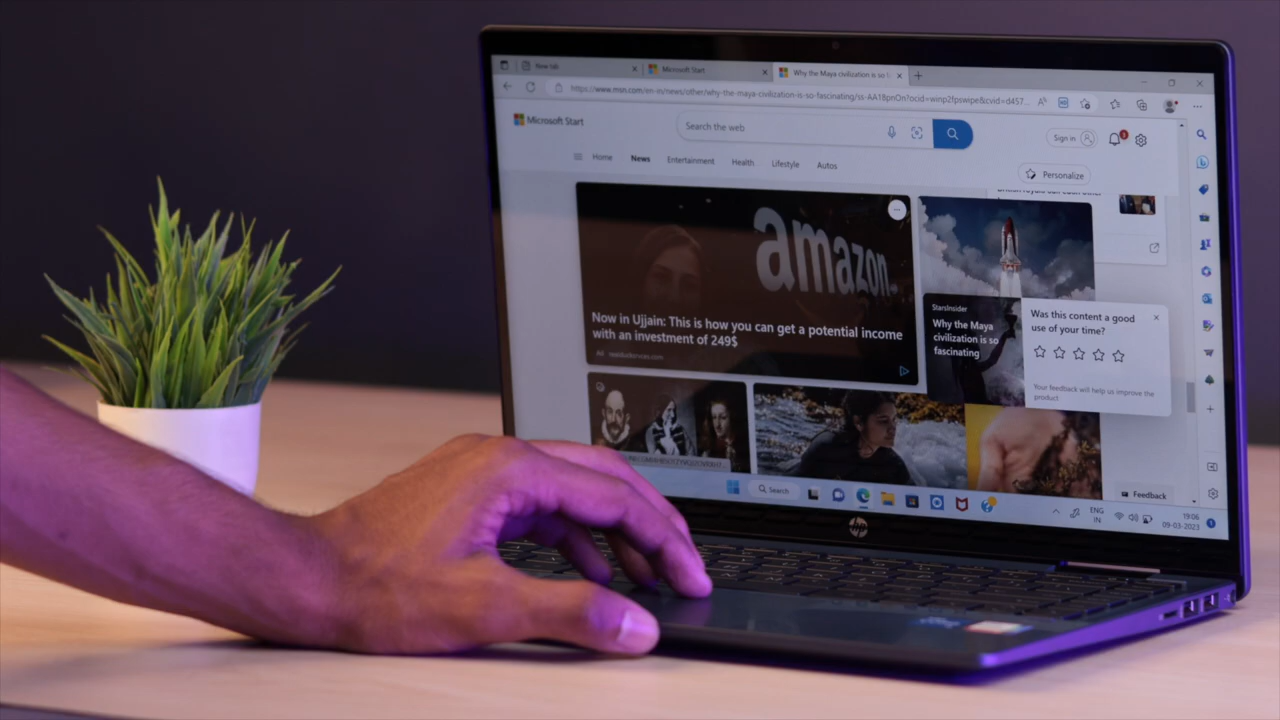 New tab
Microsoft Start
Why the Maya civilization is so f
https://www.msn.com/en-in/news/other/why-the-maya-civilization-is-so-fascinating/ss-AA18pnOn?ocid=winp2fpswipe&cvid=d457...
Microsoft Start
Search the web
Sign in
Home
News
Entertainment
Health
Lifestyle
Autos
Personalize
amazon
Now in Ujjain: This is how you can get a potential income
with an investment of 249$
Ad
StarsInsider
Why the Maya
civilization is so
fascinating
Was this content a good
use of your time?
Your feedback will help us improve the
product
Feedback
Search
ENG
IN
19:06
09-03-2023
hp